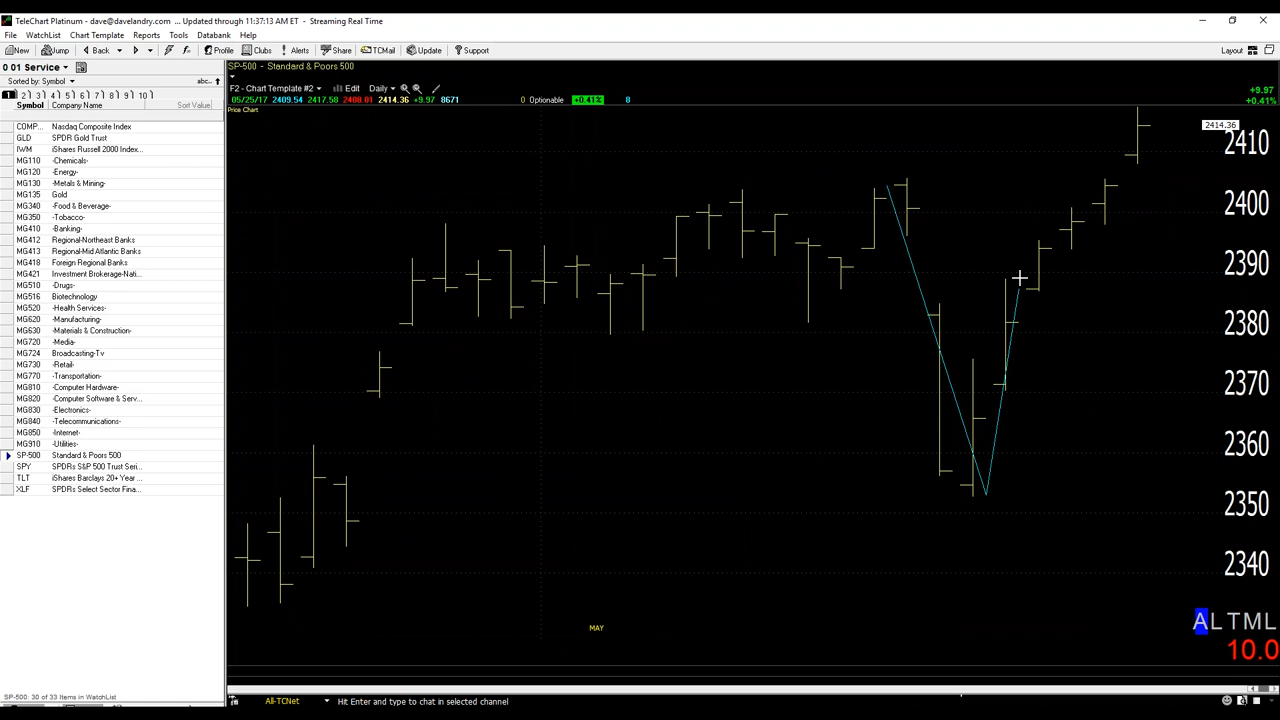 TeleChart Platinum - dave@davelandry.com ... Updated through 11:37:13 AM ET - Streaming Real Time
File WatchList Chart Template Reports Tools Databank Help
New Jump Back Profile Clubs Alerts Share TCMail Update Support Layout
0 01 Service
Sorted by: Symbol abc..
1 2 3 4 5 6 7 8 9 10
Symbol Company Name Sort Value
COMP... Nasdaq Composite Index
GLD SPDR Gold Trust
IWM iShares Russell 2000 Index...
MG110 -Chemicals-
MG120 -Energy-
MG130 -Metals & Mining-
MG135 Gold
MG340 -Food & Beverage-
MG350 -Tobacco-
MG410 -Banking-
MG412 Regional-Northeast Banks
MG413 Regional-Mid Atlantic Banks
MG418 Foreign Regional Banks
MG421 Investment Brokerage-Nati...
MG510 -Drugs-
MG516 Biotechnology
MG520 -Health Services-
MG620 -Manufacturing-
MG630 -Materials & Construction-
MG720 -Media-
MG724 Broadcasting-Tv
MG730 -Retail-
MG770 -Transportation-
MG810 -Computer Hardware-
MG820 -Computer Software & Serv...
MG830 -Electronics-
MG840 -Telecommunications-
MG850 -Internet-
MG910 -Utilities-
SP-500 Standard & Poors 500
SPY SPDRs S&P 500 Trust Seri...
TLT iShares Barclays 20+ Year ...
XLF SPDRs Select Sector Fina...
SP-500: 30 of 33 Items in WatchList
SP-500 - Standard & Poors 500
F2 - Chart Template #2 Edit Daily
05/25/17 2409.54 2417.58 2408.01 2414.36 +9.97 8671 0 Optionable +0.41% 8
+9.97
+0.41%
Price Chart
2414.36
2410
2400
2390
2380
2370
2360
2350
2340
MAY
ALTML
10.0
All-TCNet Hit Enter and type to chat in selected channel